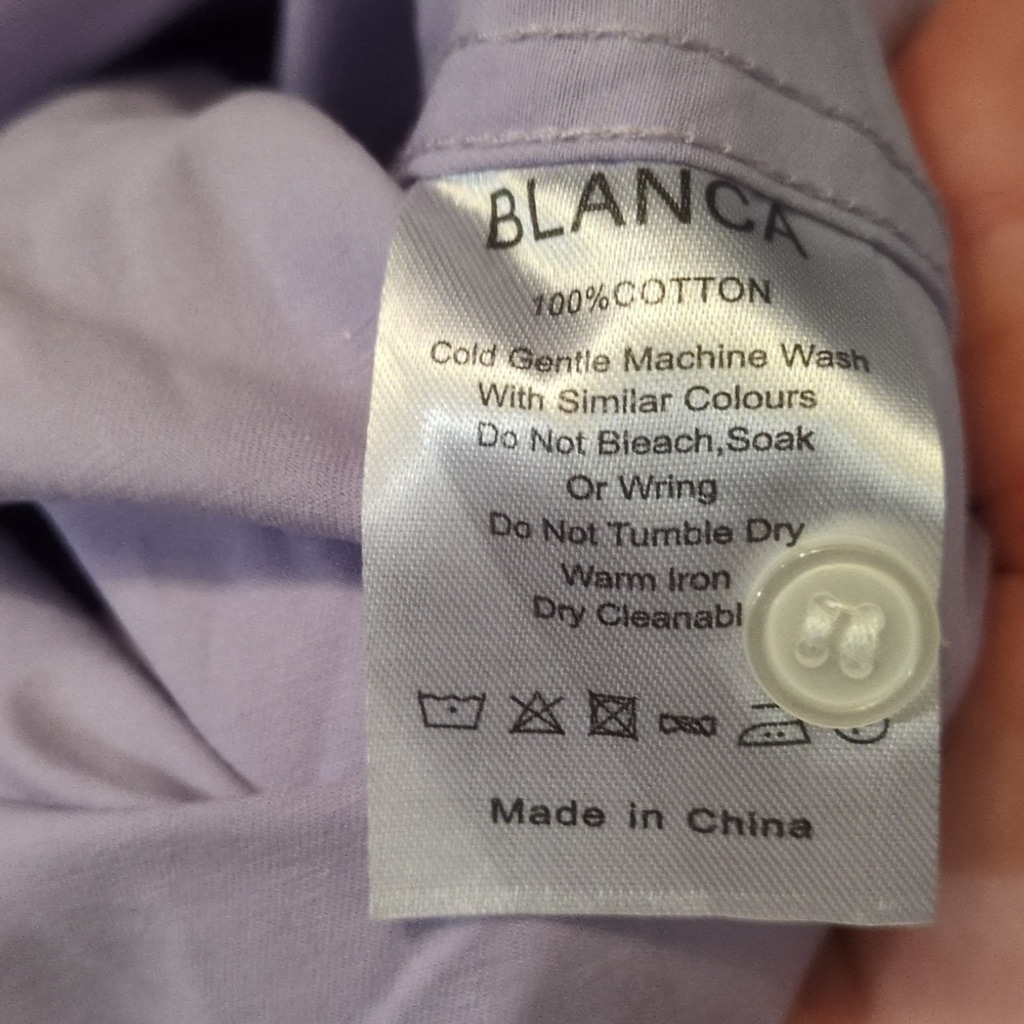 BLANCA
100%COTTON
Cold Gentle Machine Wash
With Similar Colours
Do Not Bleach,Soak
Or Wring
Do Not Tumble Dry
Warm Iron
Dry Cleanabl
Made in China